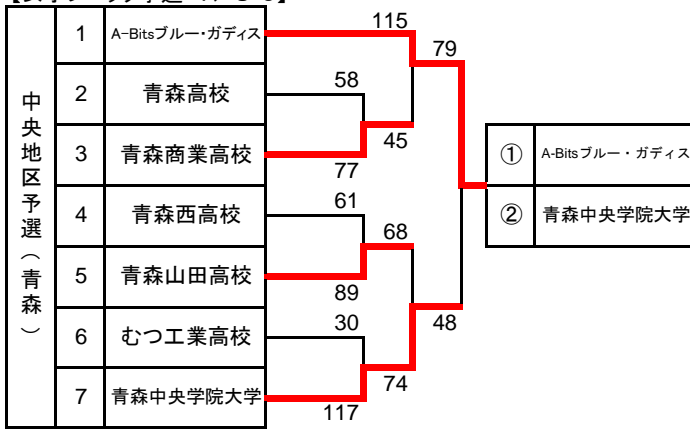 中央地区予選（青森）
1 A-Bitsブルー・ガディス 115
79
2 青森高校 58
45
3 青森商業高校 77
① A-Bitsブルー・ガディス
4 青森西高校 61
② 青森中央学院大学
68
5 青森山田高校 89
6 むつ工業高校 30
48
74
7 青森中央学院大学 117